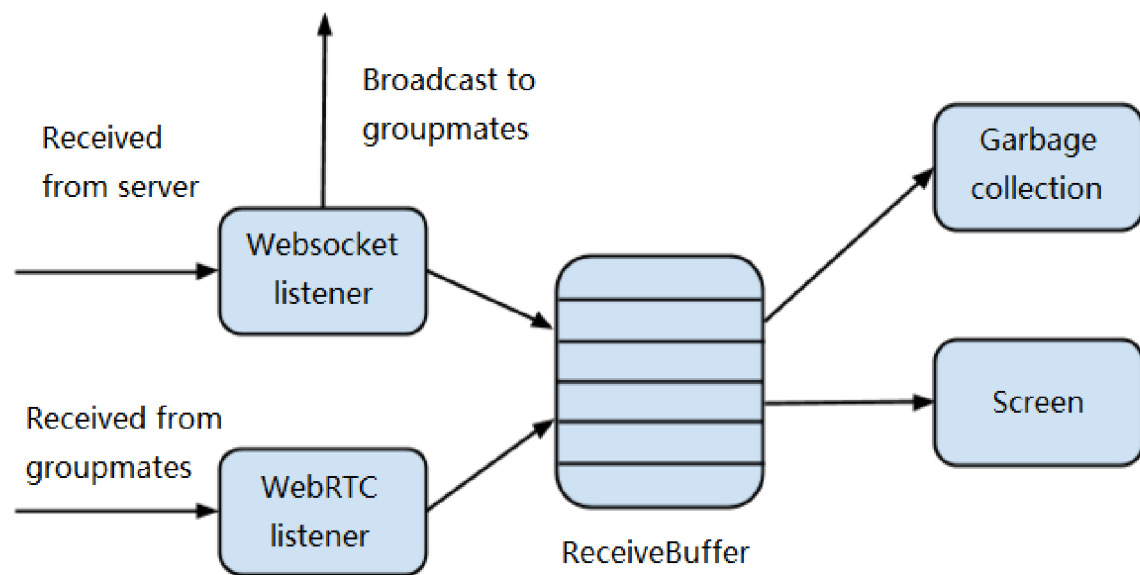 Broadcast to
groupmates
Received
from server
Websocket
listener
Garbage
collection
Received from
groupmates
WebRTC
listener
ReceiveBuffer
Screen